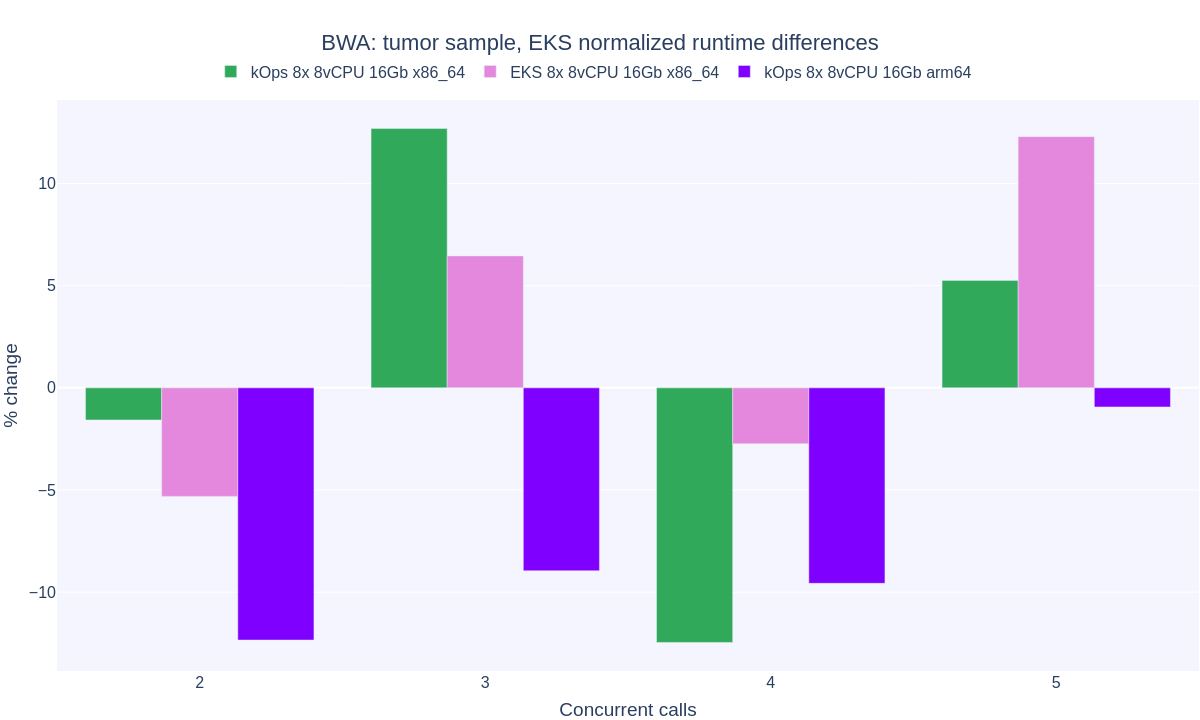 BWA: tumor sample, EKS normalized runtime differences
kOps 8x 8vCPU 16Gb x86_64 EKS 8x 8vCPU 16Gb x86_64 kOps 8x 8vCPU 16Gb arm64
10
5
0
−5
−10
% change
2 3 4 5
Concurrent calls